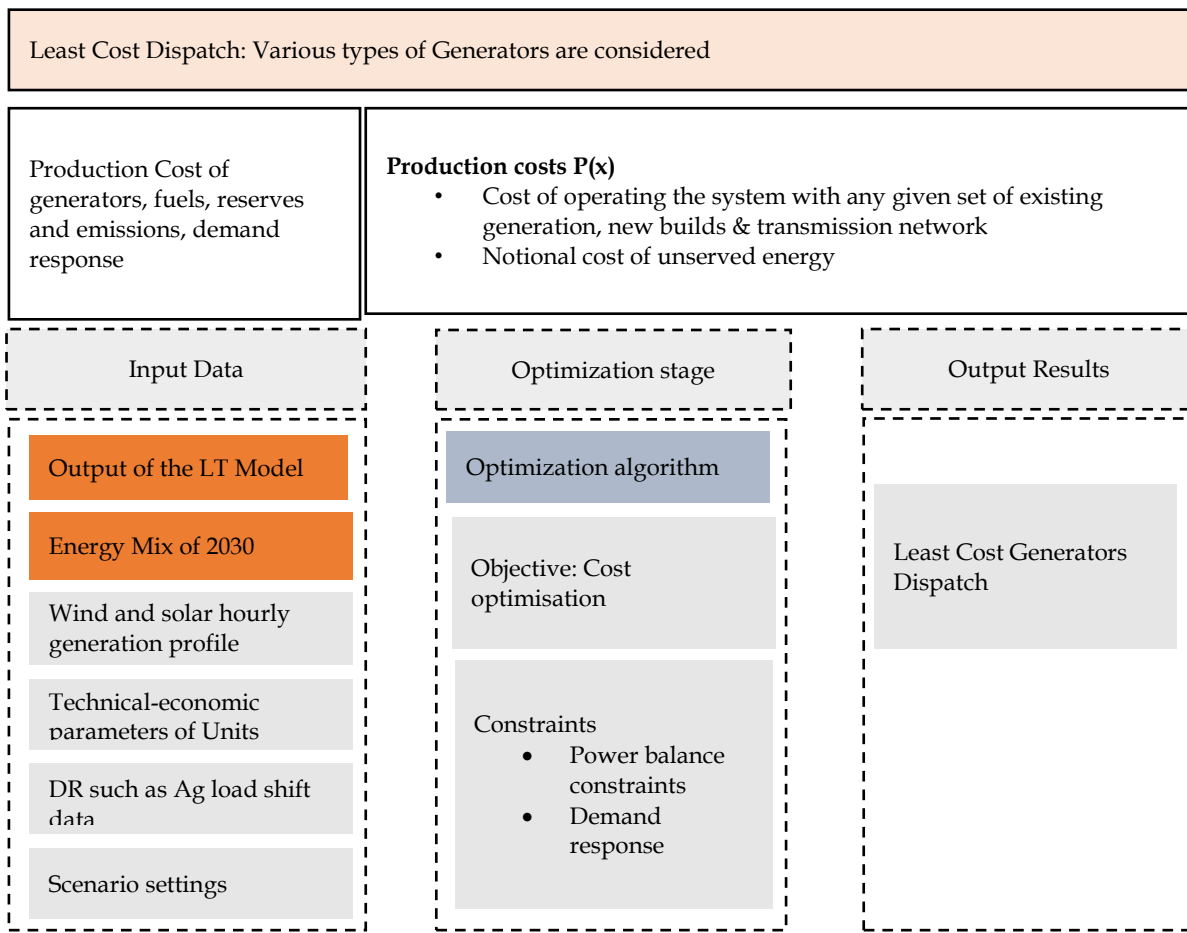 Least Cost Dispatch: Various types of Generators are considered
Production Cost of
generators, fuels, reserves
and emissions, demand
response
Production costs P(x)
• Cost of operating the system with any given set of existing
generation, new builds & transmission network
• Notional cost of unserved energy
Input Data
Optimization stage
Output Results
Output of the LT Model
Energy Mix of 2030
Wind and solar hourly
generation profile
Technical-economic
parameters of Units
DR such as Ag load shift
data
Scenario settings
Optimization algorithm
Objective: Cost
optimisation
Constraints
• Power balance
constraints
• Demand
response
Least Cost Generators
Dispatch